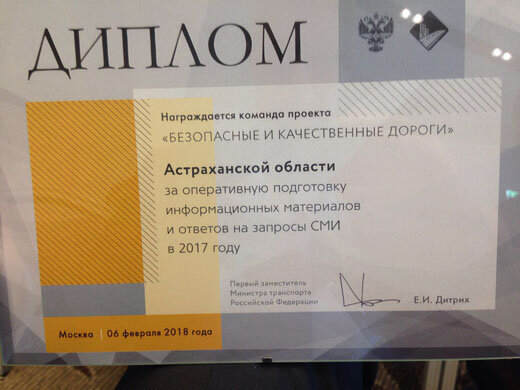 ДИПЛОМ
Награждается команда проекта
«БЕЗОПАСНЫЕ И КАЧЕСТВЕННЫЕ ДОРОГИ»
Астраханской области
за оперативную подготовку
информационных материалов
и ответов на запросы СМИ
в 2017 году
Первый заместитель
Министра транспорта
Российской Федерации
Е.И. Дитрих
Москва | 06 февраля 2018 года